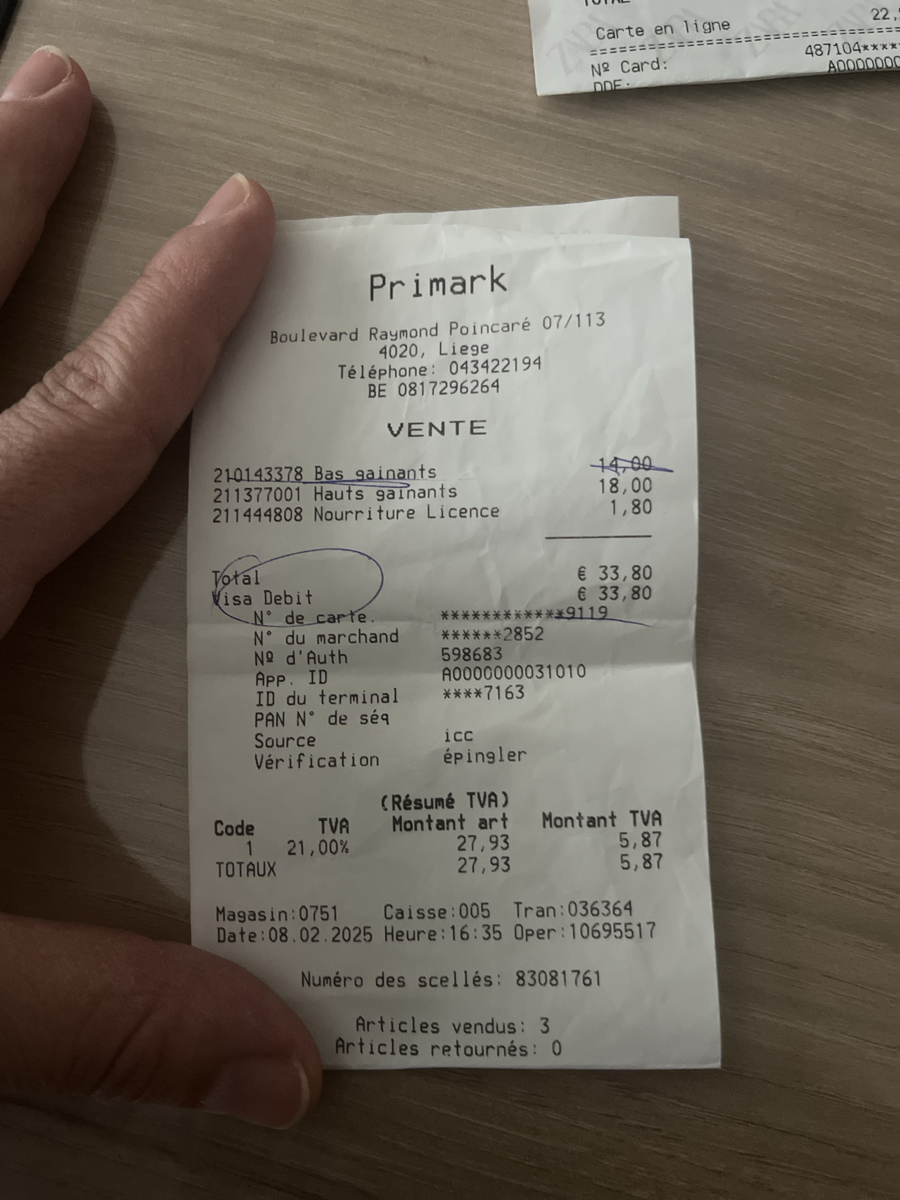 TOTAL
Carte en ligne 22,
================================
Nº Card: 487104****
A0000000
DDF:
Primark
Boulevard Raymond Poincaré 07/113
4020, Liege
Téléphone: 043422194
BE 0817296264
VENTE
210143378 Bas gainants 14,00
211377001 Hauts gainants 18,00
211444808 Nourriture Licence 1,80
Total € 33,80
Visa Debit € 33,80
N° de carte. ************9119
N° du marchand ******2852
Nº d'Auth 598683
App. ID A0000000031010
ID du terminal ****7163
PAN N° de séq
Source icc
Vérification épingler
(Résumé TVA)
Code TVA Montant art Montant TVA
1 21,00% 27,93 5,87
TOTAUX 27,93 5,87
Magasin:0751 Caisse:005 Tran:036364
Date:08.02.2025 Heure:16:35 Oper:10695517
Numéro des scellés: 83081761
Articles vendus: 3
Articles retournés: 0